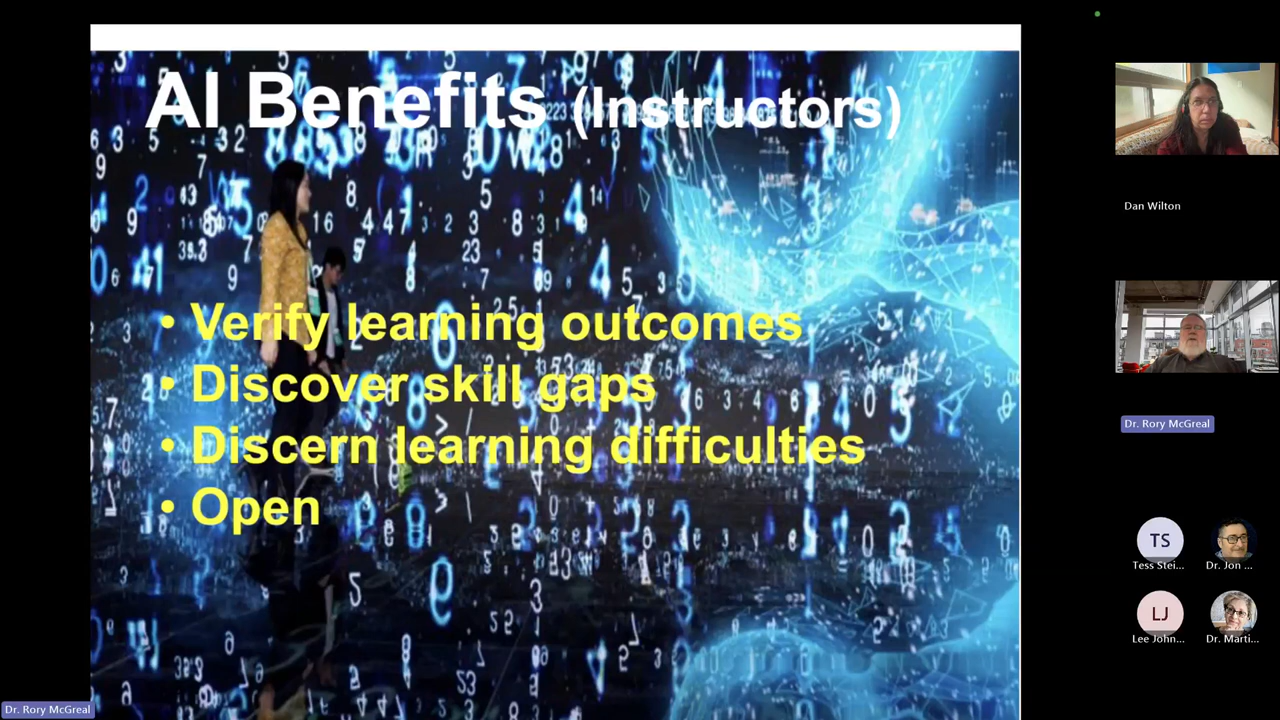 AI Benefits (Instructors)
• Verify learning outcomes
• Discover skill gaps
• Discern learning difficulties
• Open
Dan Wilton
Dr. Rory McGreal
TS
Tess Stei...
Dr. Jon ...
LJ
Lee John...
Dr. Marti...
Dr. Rory McGreal